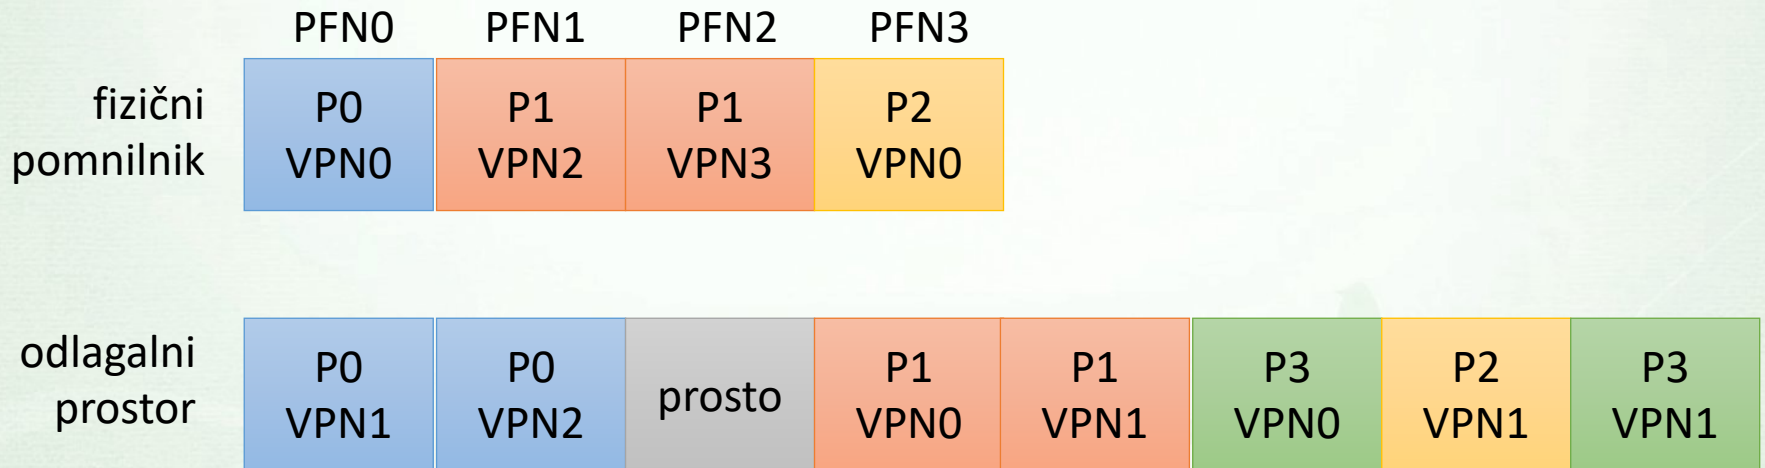 PFN0 PFN1 PFN2 PFN3
fizični
pomnilnik
P0
VPN0
P1
VPN2
P1
VPN3
P2
VPN0
odlagalni
prostor
P0
VPN1
P0
VPN2
prosto
P1
VPN0
P1
VPN1
P3
VPN0
P2
VPN1
P3
VPN1